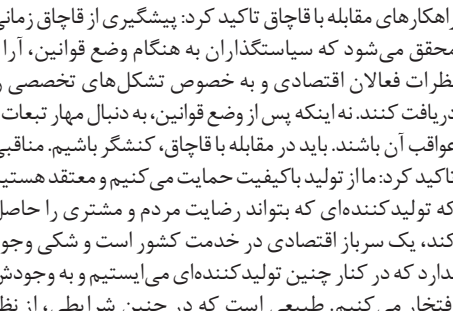 راهکارهای مقابله با قاچاق تاکید کرد: پیشگیری از قاچاق زمانی
محقق می‌شود که سیاستگذاران به هنگام وضع قوانین، آرا
نظرات فعالان اقتصادی و به خصوص تشکل‌های تخصصی ر
دریافت کنند. نه اینکه پس از وضع قوانین، به دنبال مهار تبعات
عواقب آن باشند. باید در مقابله با قاچاق، کنشگر باشیم. مناقبی
تاکید کرد: ما از تولید باکیفیت حمایت می‌کنیم و معتقد هستی
که تولیدکننده‌ای که بتواند رضایت مردم و مشتری را حاصل
کند، یک سرباز اقتصادی در خدمت کشور است و شکی وجو
ندارد که در کنار چنین تولیدکننده‌ای می‌ایستیم و به وجودش
افتخار می‌کنیم. طبیعی است که در چنین شرایطی، از نظ